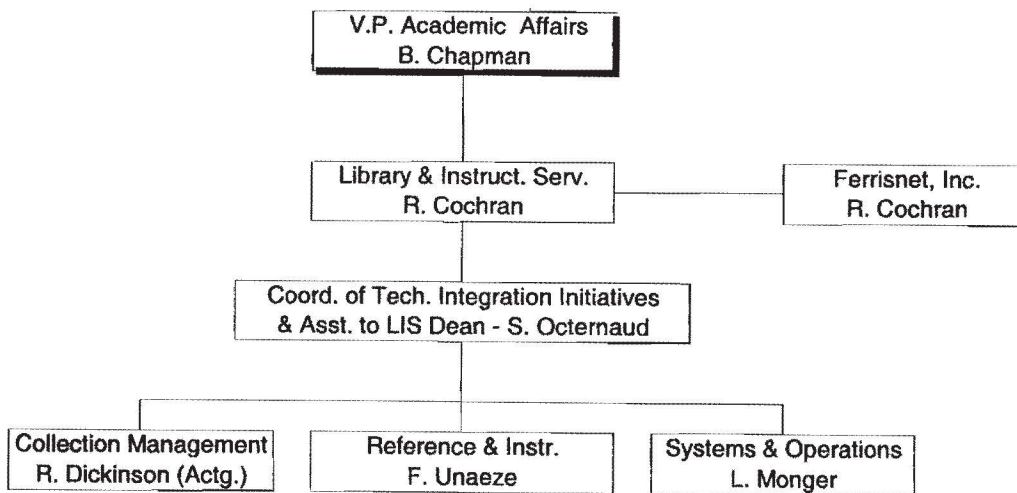 V.P. Academic Affairs
B. Chapman
Library & Instruct. Serv.
R. Cochran
Ferrisnet, Inc.
R. Cochran
Coord. of Tech. Integration Initiatives
& Asst. to LIS Dean - S. Octernaud
Collection Management
R. Dickinson (Actg.)
Reference & Instr.
F. Unaeze
Systems & Operations
L. Monger